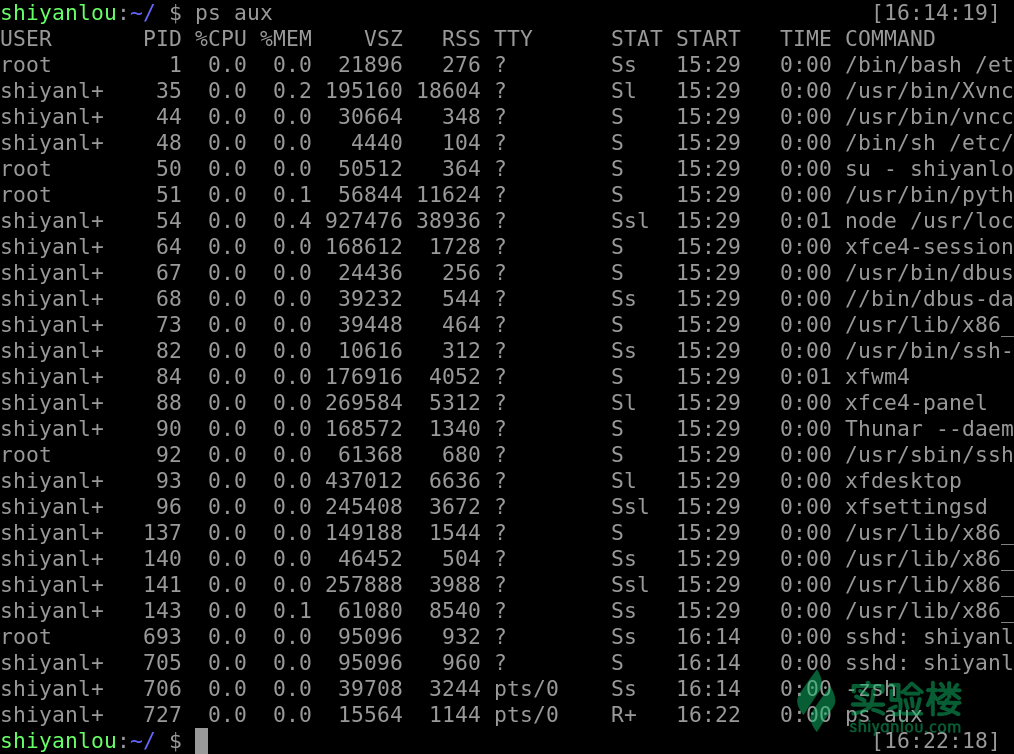 shiyanlou:~/ $ ps aux [16:14:19]
USER PID %CPU %MEM VSZ RSS TTY STAT START TIME COMMAND
root 1 0.0 0.0 21896 276 ? Ss 15:29 0:00 /bin/bash /et
shiyanl+ 35 0.0 0.2 195160 18604 ? Sl 15:29 0:00 /usr/bin/Xvnc
shiyanl+ 44 0.0 0.0 30664 348 ? S 15:29 0:00 /usr/bin/vncc
shiyanl+ 48 0.0 0.0 4440 104 ? S 15:29 0:00 /bin/sh /etc/
root 50 0.0 0.0 50512 364 ? S 15:29 0:00 su - shiyanlo
root 51 0.0 0.1 56844 11624 ? S 15:29 0:00 /usr/bin/pyth
shiyanl+ 54 0.0 0.4 927476 38936 ? Ssl 15:29 0:01 node /usr/loc
shiyanl+ 64 0.0 0.0 168612 1728 ? S 15:29 0:00 xfce4-session
shiyanl+ 67 0.0 0.0 24436 256 ? S 15:29 0:00 /usr/bin/dbus
shiyanl+ 68 0.0 0.0 39232 544 ? Ss 15:29 0:00 //bin/dbus-da
shiyanl+ 73 0.0 0.0 39448 464 ? S 15:29 0:00 /usr/lib/x86_
shiyanl+ 82 0.0 0.0 10616 312 ? Ss 15:29 0:00 /usr/bin/ssh-
shiyanl+ 84 0.0 0.0 176916 4052 ? S 15:29 0:01 xfwm4
shiyanl+ 88 0.0 0.0 269584 5312 ? Sl 15:29 0:00 xfce4-panel
shiyanl+ 90 0.0 0.0 168572 1340 ? S 15:29 0:00 Thunar --daem
root 92 0.0 0.0 61368 680 ? S 15:29 0:00 /usr/sbin/ssh
shiyanl+ 93 0.0 0.0 437012 6636 ? Sl 15:29 0:00 xfdesktop
shiyanl+ 96 0.0 0.0 245408 3672 ? Ssl 15:29 0:00 xfsettingsd
shiyanl+ 137 0.0 0.0 149188 1544 ? S 15:29 0:00 /usr/lib/x86_
shiyanl+ 140 0.0 0.0 46452 504 ? Ss 15:29 0:00 /usr/lib/x86_
shiyanl+ 141 0.0 0.0 257888 3988 ? Ssl 15:29 0:00 /usr/lib/x86_
shiyanl+ 143 0.0 0.1 61080 8540 ? Ss 15:29 0:00 /usr/lib/x86_
root 693 0.0 0.0 95096 932 ? Ss 16:14 0:00 sshd: shiyanl
shiyanl+ 705 0.0 0.0 95096 960 ? S 16:14 0:00 sshd: shiyanl
shiyanl+ 706 0.0 0.0 39708 3244 pts/0 Ss 16:14 0:00 -zsh
shiyanl+ 727 0.0 0.0 15564 1144 pts/0 R+ 16:22 0:00 ps aux
shiyanlou:~/ $ [16:22:18]
实验楼
shiyanlou.com